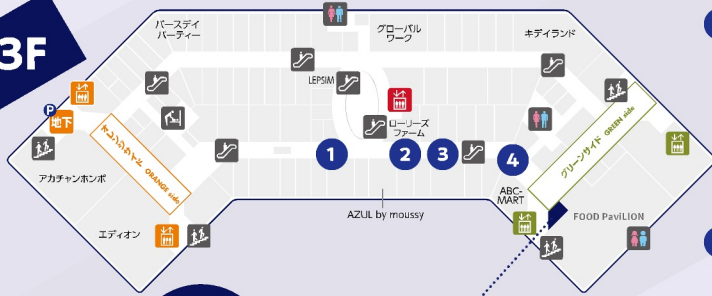 3F
バースデイ
パーティー
グローバル
ワーク
キディランド
LEPSIM
P
地下
ローリーズ
ファーム
オレンジサイド ORANGE side
グリーンサイド GREEN side
1
2
3
4
アカチャンホンポ
ABC-
MART
AZUL by moussy
FOOD PaviLION
エディオン